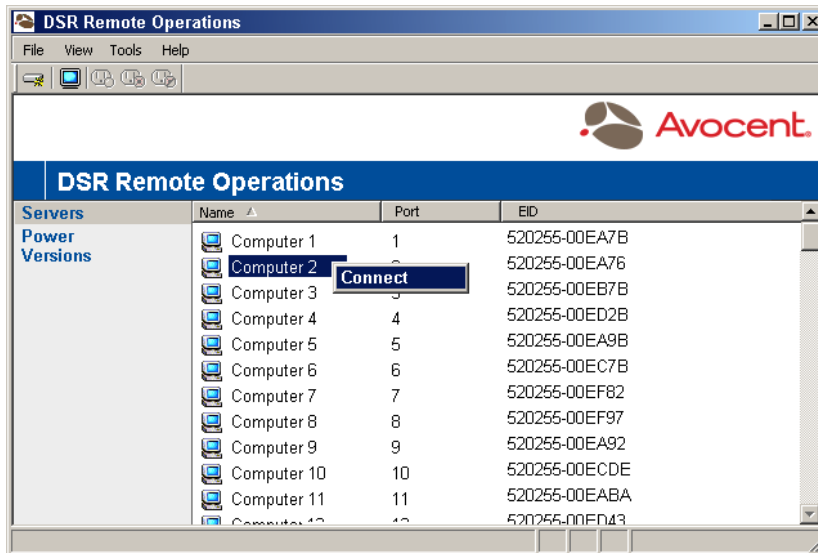 DSR Remote Operations
File View Tools Help
Avocent.
DSR Remote Operations
Servers Name Port EID
Power
Versions
Computer 1 1 520255-00EA7B
Computer 2 520255-00EA76
Connect
Computer 3 520255-00EB7B
Computer 4 4 520255-00ED2B
Computer 5 5 520255-00EA9B
Computer 6 6 520255-00EC7B
Computer 7 7 520255-00EF82
Computer 8 8 520255-00EF97
Computer 9 9 520255-00EA92
Computer 10 10 520255-00ECDE
Computer 11 11 520255-00EABA
Computer 12 12 520255-00ED43